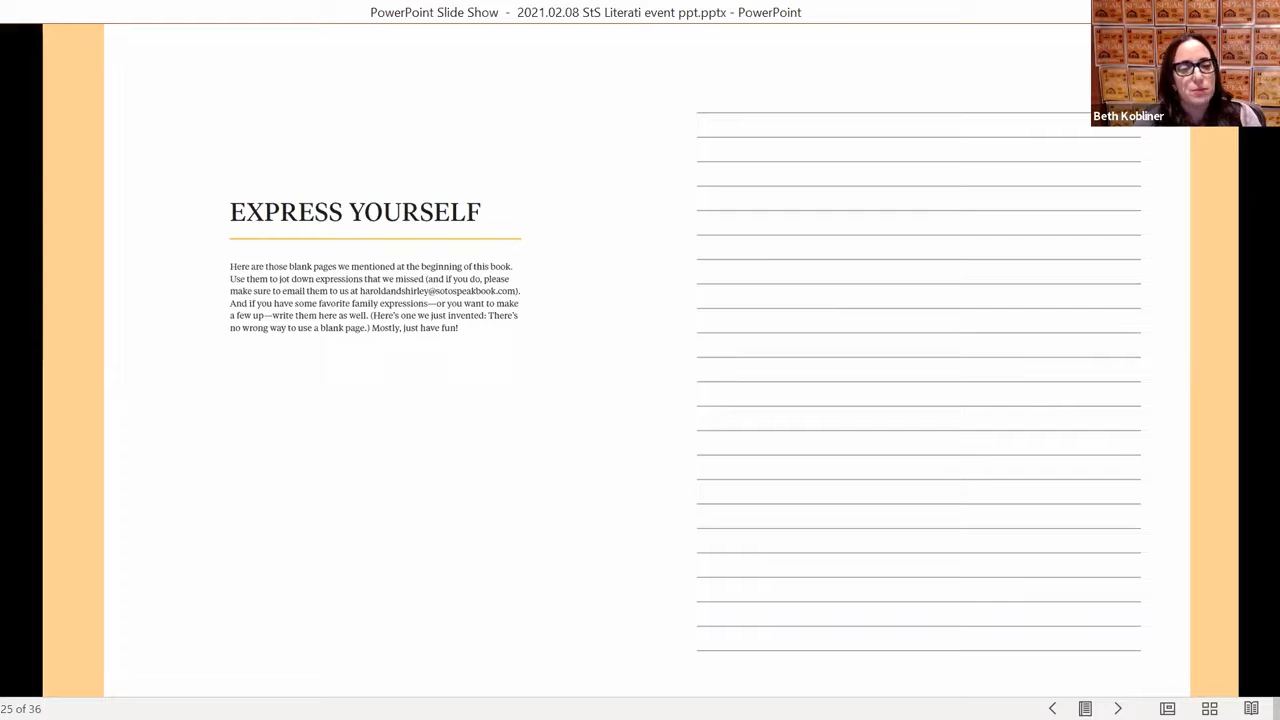 PowerPoint Slide Show - 2021.02.08 StS Literati event ppt.pptx - PowerPoint
SPEAK
Beth Kobliner
EXPRESS YOURSELF
Here are those blank pages we mentioned at the beginning of this book.
Use them to jot down expressions that we missed (and if you do, please
make sure to email them to us at haroldandshirley@sotospeakbook.com).
And if you have some favorite family expressions—or you want to make
a few up—write them here as well. (Here's one we just invented: There's
no wrong way to use a blank page.) Mostly, just have fun!
25 of 36